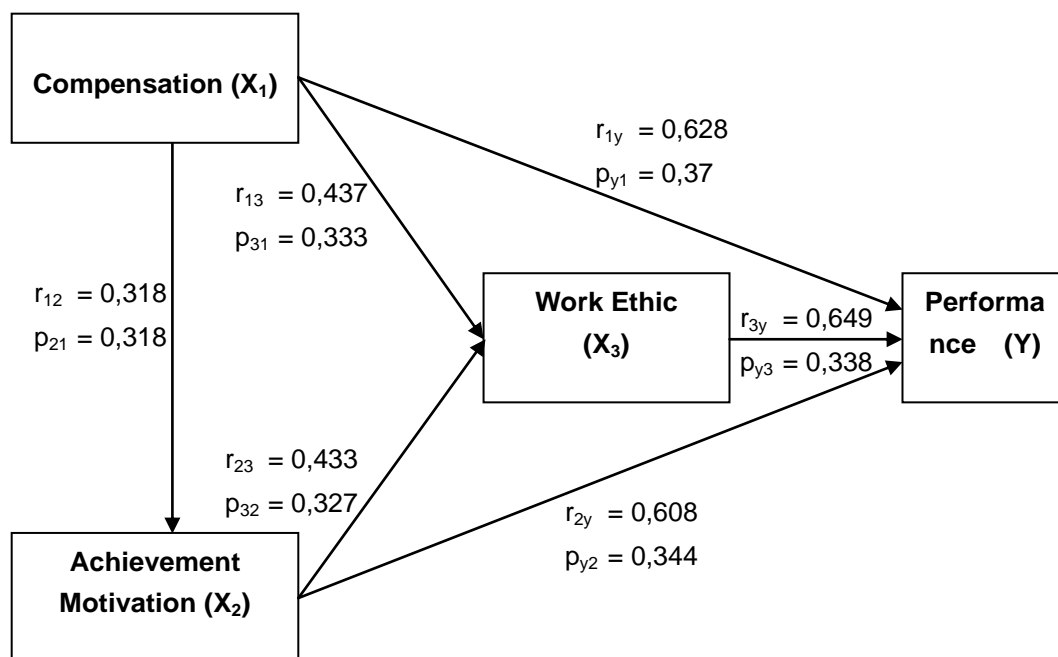 Compensation (X₁)
r₁y = 0,628
py₁ = 0,37
r₁₃ = 0,437
p₃₁ = 0,333
r₁₂ = 0,318
p₂₁ = 0,318
Work Ethic
(X₃)
r₃y = 0,649
py₃ = 0,338
Performa
nce (Y)
r₂₃ = 0,433
p₃₂ = 0,327
r₂y = 0,608
py₂ = 0,344
Achievement
Motivation (X₂)